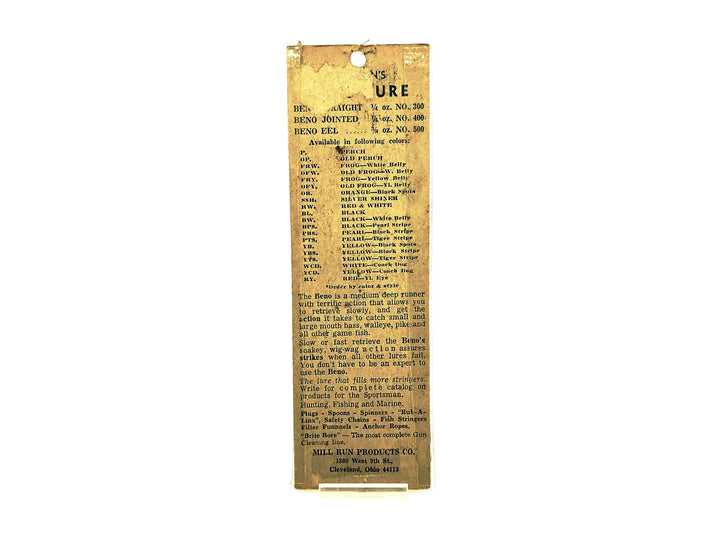 N'S
URE
BEN RAIGHT ¼ oz. NO. 300
BENO JOINTED oz. NO. 400
BENO EEL ...... oz. NO. 500
Available in following colors:
P. PERCH
OP. OLD PERCH
FRW. FROG—White Belly
OFW. OLD FROG—W. Belly
FRY. FROG—Yellow Belly
OFY. OLD FROG—YL Belly
OB. ORANGE—Black Spots
SSH. SILVER SHINER
RW. RED & WHITE
BL. BLACK
BW. BLACK—White Belly
BPS. BLACK—Pearl Stripe
PBS. PEARL—Black Stripe
PTS. PEARL—Tiger Stripe
YB. YELLOW—Black Spots
YBS. YELLOW—Black Stripe
YTS. YELLOW—Tiger Stripe
WCD. WHITE—Coach Dog
YCD. YELLOW—Coach Dog
RY. RED—YL Eye
*Order by color & style
The Beno is a medium deep runner
with terrific action that allows you
to retrieve slowly, and get the
action it takes to catch small and
large mouth bass, walleye, pike and
all other game fish.
Slow or fast retrieve the Beno's
snakey, wig-wag action assures
strikes when all other lures fail.
You don't have to be an expert to
use the Beno.
The lure that fills more stringers.
Write for complete catalog on
products for the Sportsman.
Hunting, Fishing and Marine.
Plugs - Spoons - Spinners - "Rub-A-
Linx", Safety Chains - Fish Stringers
Filter Funnnels - Anchor Ropes.
"Brite Bore" — The most complete Gun
Cleaning line.
MILL RUN PRODUCTS CO.
1360 West 9th St.,
Cleveland, Ohio 44113